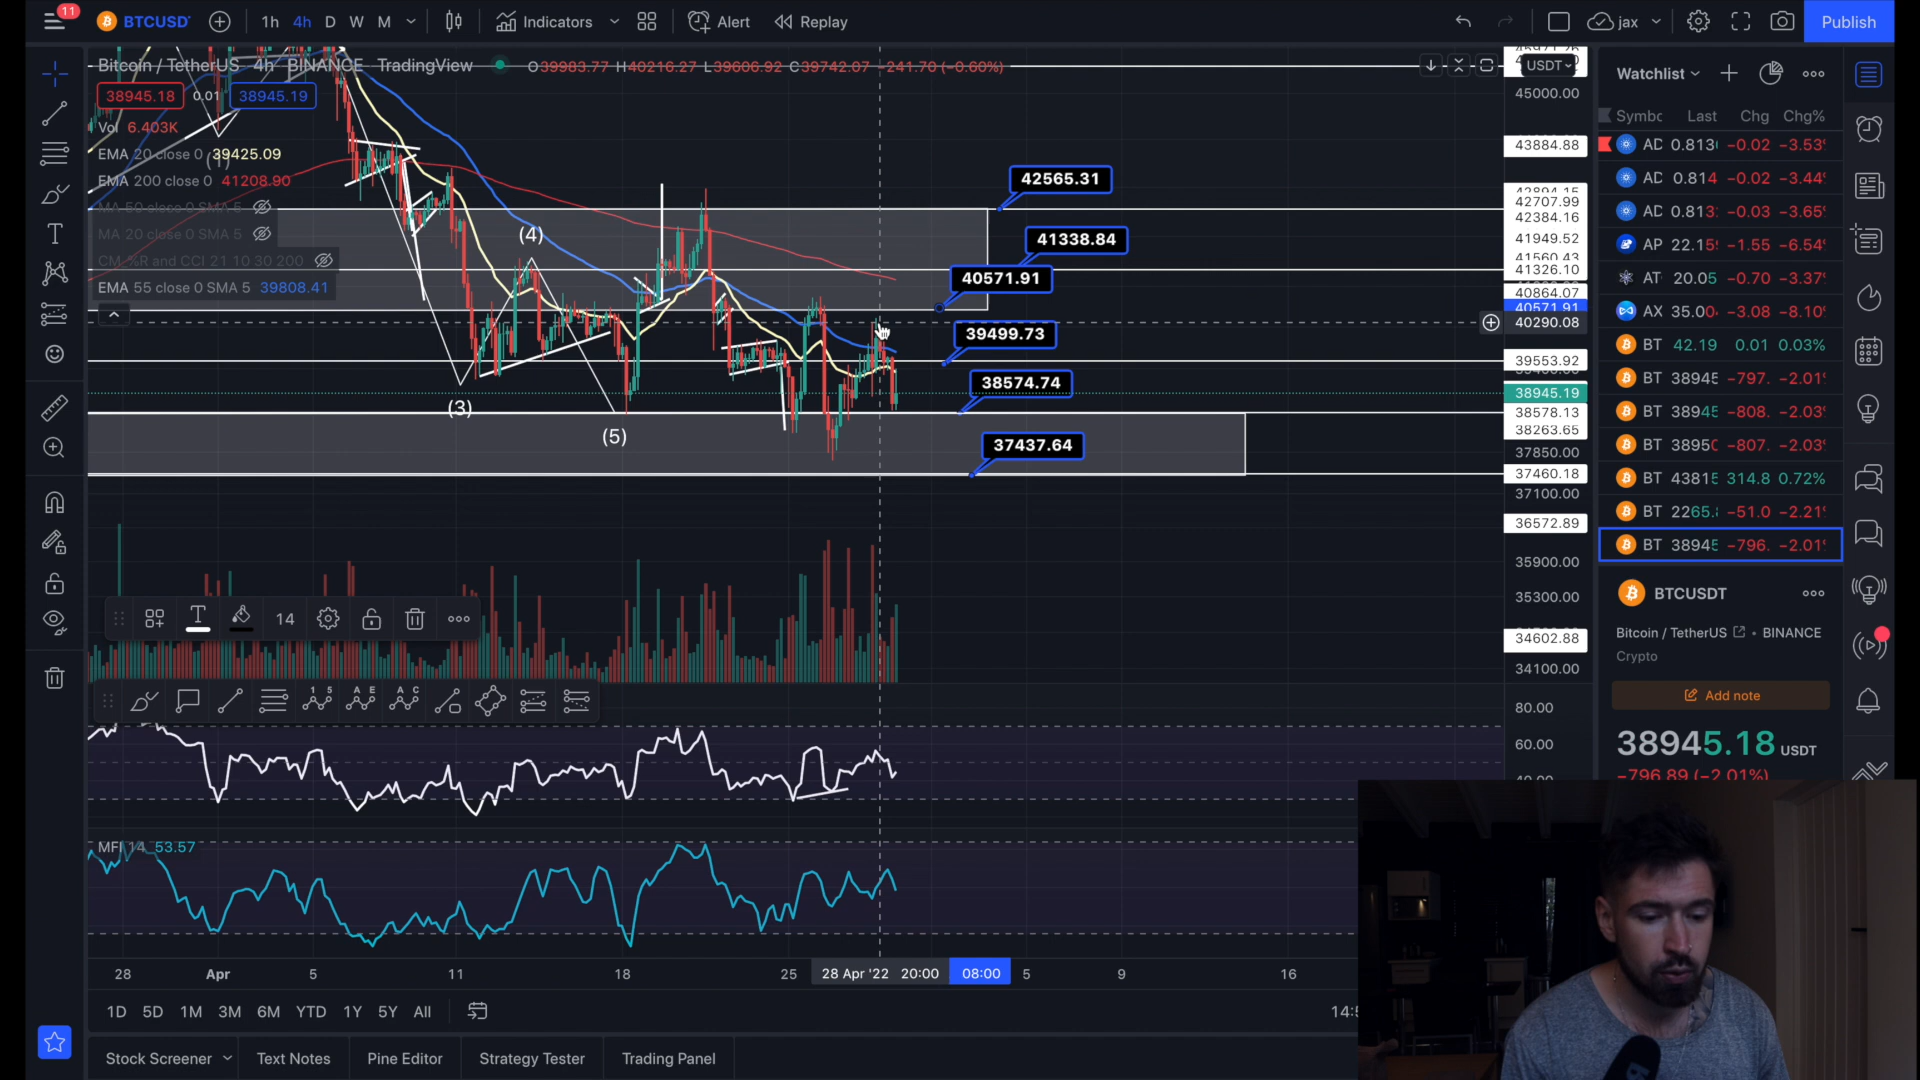 11
BTCUSDT
1h 4h D W M
Indicators
Alert
Replay
jax
Publish
Bitcoin / TetherUS · 4h · BINANCE · TradingView
O39983.77 H40216.27 L39606.92 C39742.07 −241.70 (−0.60%)
38945.18 0.01 38945.19
Vol 6.403K
EMA 20 close 0 39425.09
EMA 200 close 0 41208.90
MA 50 close 0 SMA 5
MA 20 close 0 SMA 5
CM %R and CCI 21 10 30 200
EMA 55 close 0 SMA 5 39808.41
(3)
(4)
(5)
42565.31
41338.84
40571.91
39499.73
38574.74
37437.64
USDT
45000.00
43884.88
42894.15
42707.99
42384.16
41949.52
41560.43
41326.10
40864.07
40571.91
40290.08
39553.92
38945.19
38578.13
38263.65
37850.00
37460.18
37100.00
36572.89
35900.00
35300.00
34602.88
34100.00
80.00
60.00
40.00
14
MFI 14 53.57
28 Apr 5 11 18 25 28 Apr '22 20:00 08:00 5 9 16
1D 5D 1M 3M 6M YTD 1Y 5Y All
14:5
Stock Screener Text Notes Pine Editor Strategy Tester Trading Panel
Watchlist
Symbc Last Chg Chg%
AD 0.813 −0.02 −3.53
AD 0.814 −0.02 −3.44
AD 0.813 −0.03 −3.65
AP 22.15 −1.55 −6.54
AT 20.05 −0.70 −3.37
AX 35.00 −3.08 −8.10
BT 42.19 0.01 0.03%
BT 38945 −797. −2.01
BT 38945 −808. −2.03
BT 3895 −807. −2.03
BT 43815 314.8 0.72%
BT 2265. −51.0 −2.21
BT 38945 −796. −2.01
BTCUSDT
Bitcoin / TetherUS • BINANCE
Crypto
Add note
38945.18 USDT
−796.89 (−2.01%)